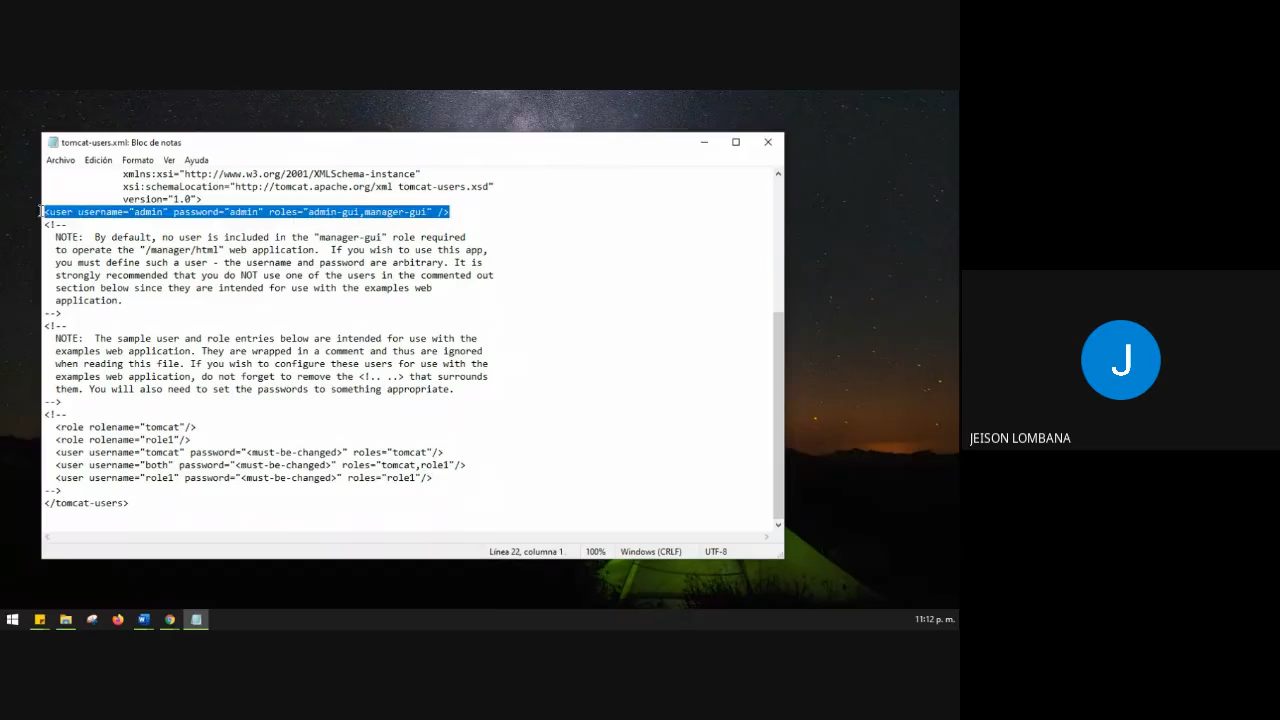 tomcat-users.xml: Bloc de notas
Archivo Edición Formato Ver Ayuda
xmlns:xsi="http://www.w3.org/2001/XMLSchema-instance"
xsi:schemaLocation="http://tomcat.apache.org/xml tomcat-users.xsd"
version="1.0">
<user username="admin" password="admin" roles="admin-gui,manager-gui" />
<!--
NOTE: By default, no user is included in the "manager-gui" role required
to operate the "/manager/html" web application. If you wish to use this app,
you must define such a user - the username and password are arbitrary. It is
strongly recommended that you do NOT use one of the users in the commented out
section below since they are intended for use with the examples web
application.
-->
<!--
NOTE: The sample user and role entries below are intended for use with the
examples web application. They are wrapped in a comment and thus are ignored
when reading this file. If you wish to configure these users for use with the
examples web application, do not forget to remove the <!.. ..> that surrounds
them. You will also need to set the passwords to something appropriate.
-->
<!--
<role rolename="tomcat"/>
<role rolename="role1"/>
<user username="tomcat" password="<must-be-changed>" roles="tomcat"/>
<user username="both" password="<must-be-changed>" roles="tomcat,role1"/>
<user username="role1" password="<must-be-changed>" roles="role1"/>
-->
</tomcat-users>
Línea 22, columna 1 100% Windows (CRLF) UTF-8
11:12 p. m.
J
JEISON LOMBANA